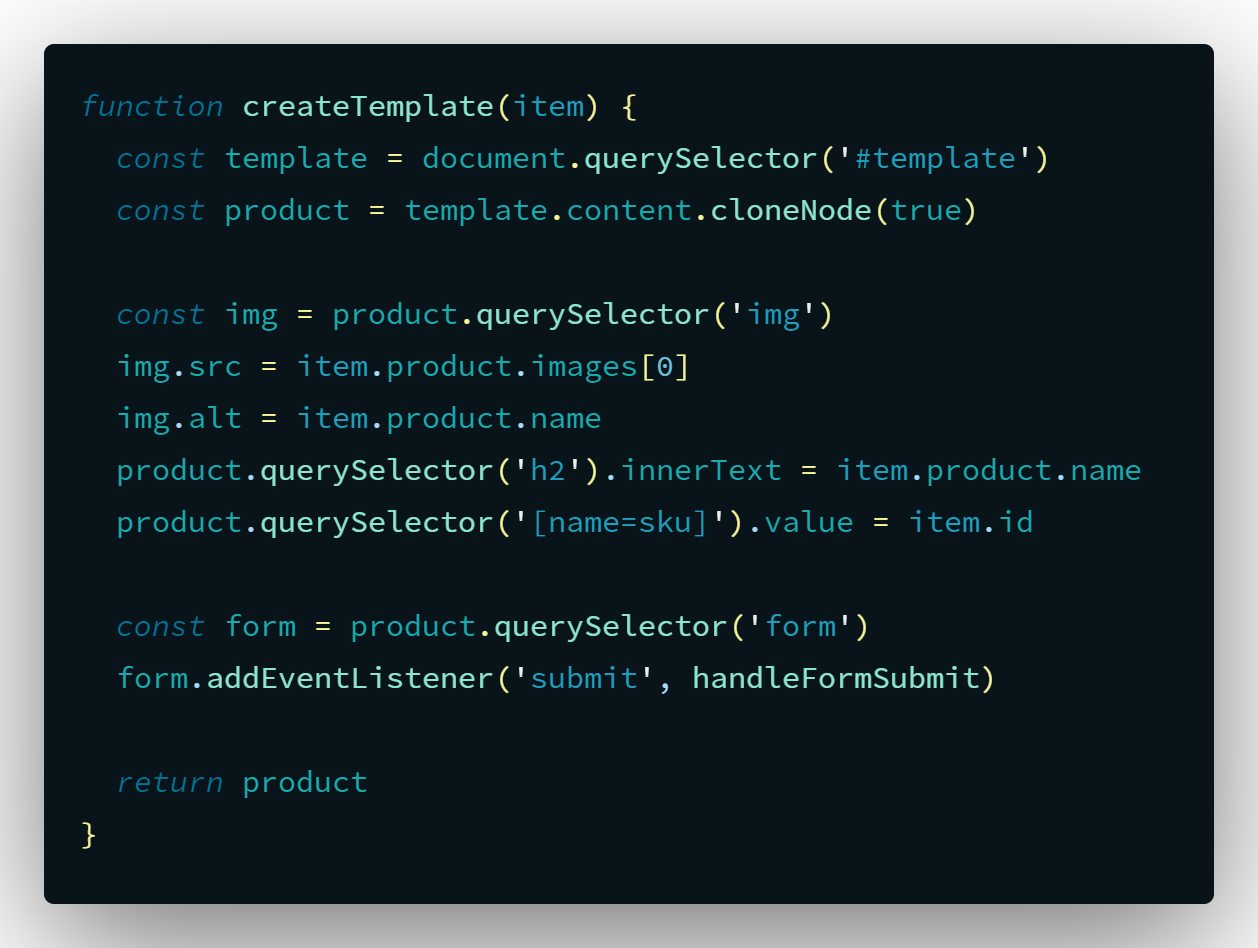 function createTemplate(item) {
  const template = document.querySelector('#template')
  const product = template.content.cloneNode(true)

  const img = product.querySelector('img')
  img.src = item.product.images[0]
  img.alt = item.product.name
  product.querySelector('h2').innerText = item.product.name
  product.querySelector('[name=sku]').value = item.id

  const form = product.querySelector('form')
  form.addEventListener('submit', handleFormSubmit)

  return product
}